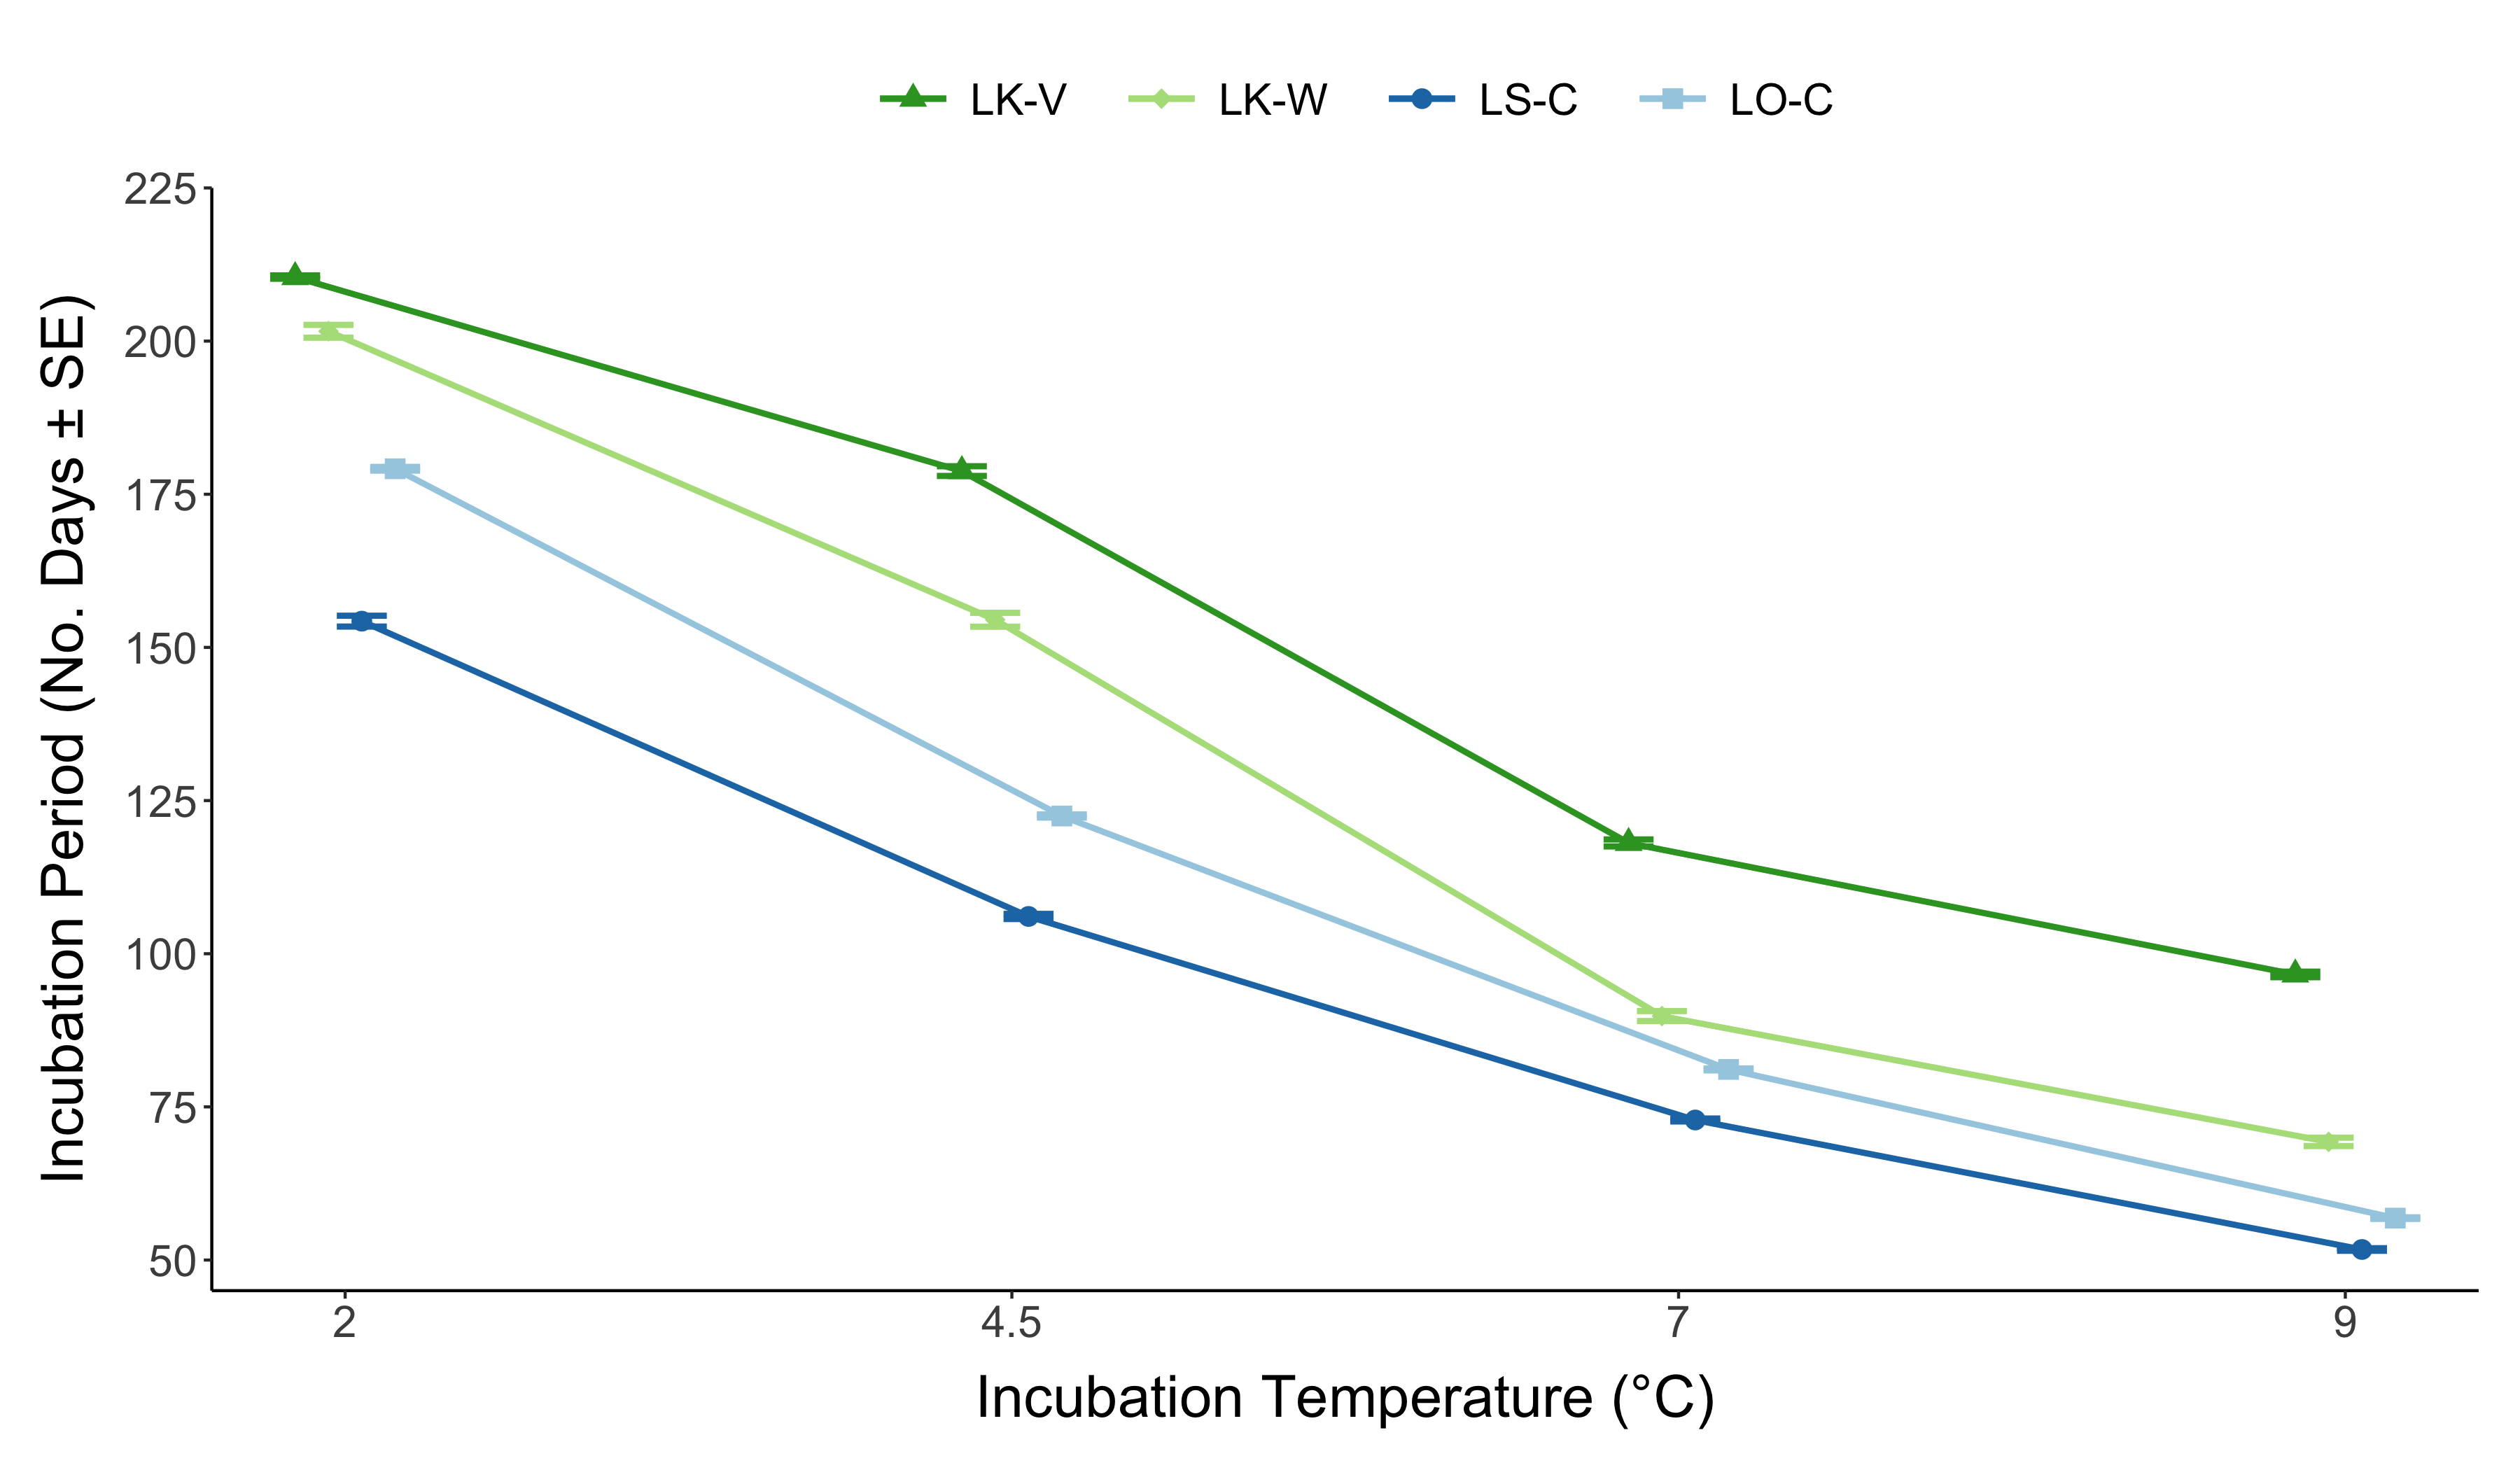 LK-V LK-W LS-C LO-C
Incubation Period (No. Days ± SE)
225
200
175
150
125
100
75
50
2 4.5 7 9
Incubation Temperature (°C)